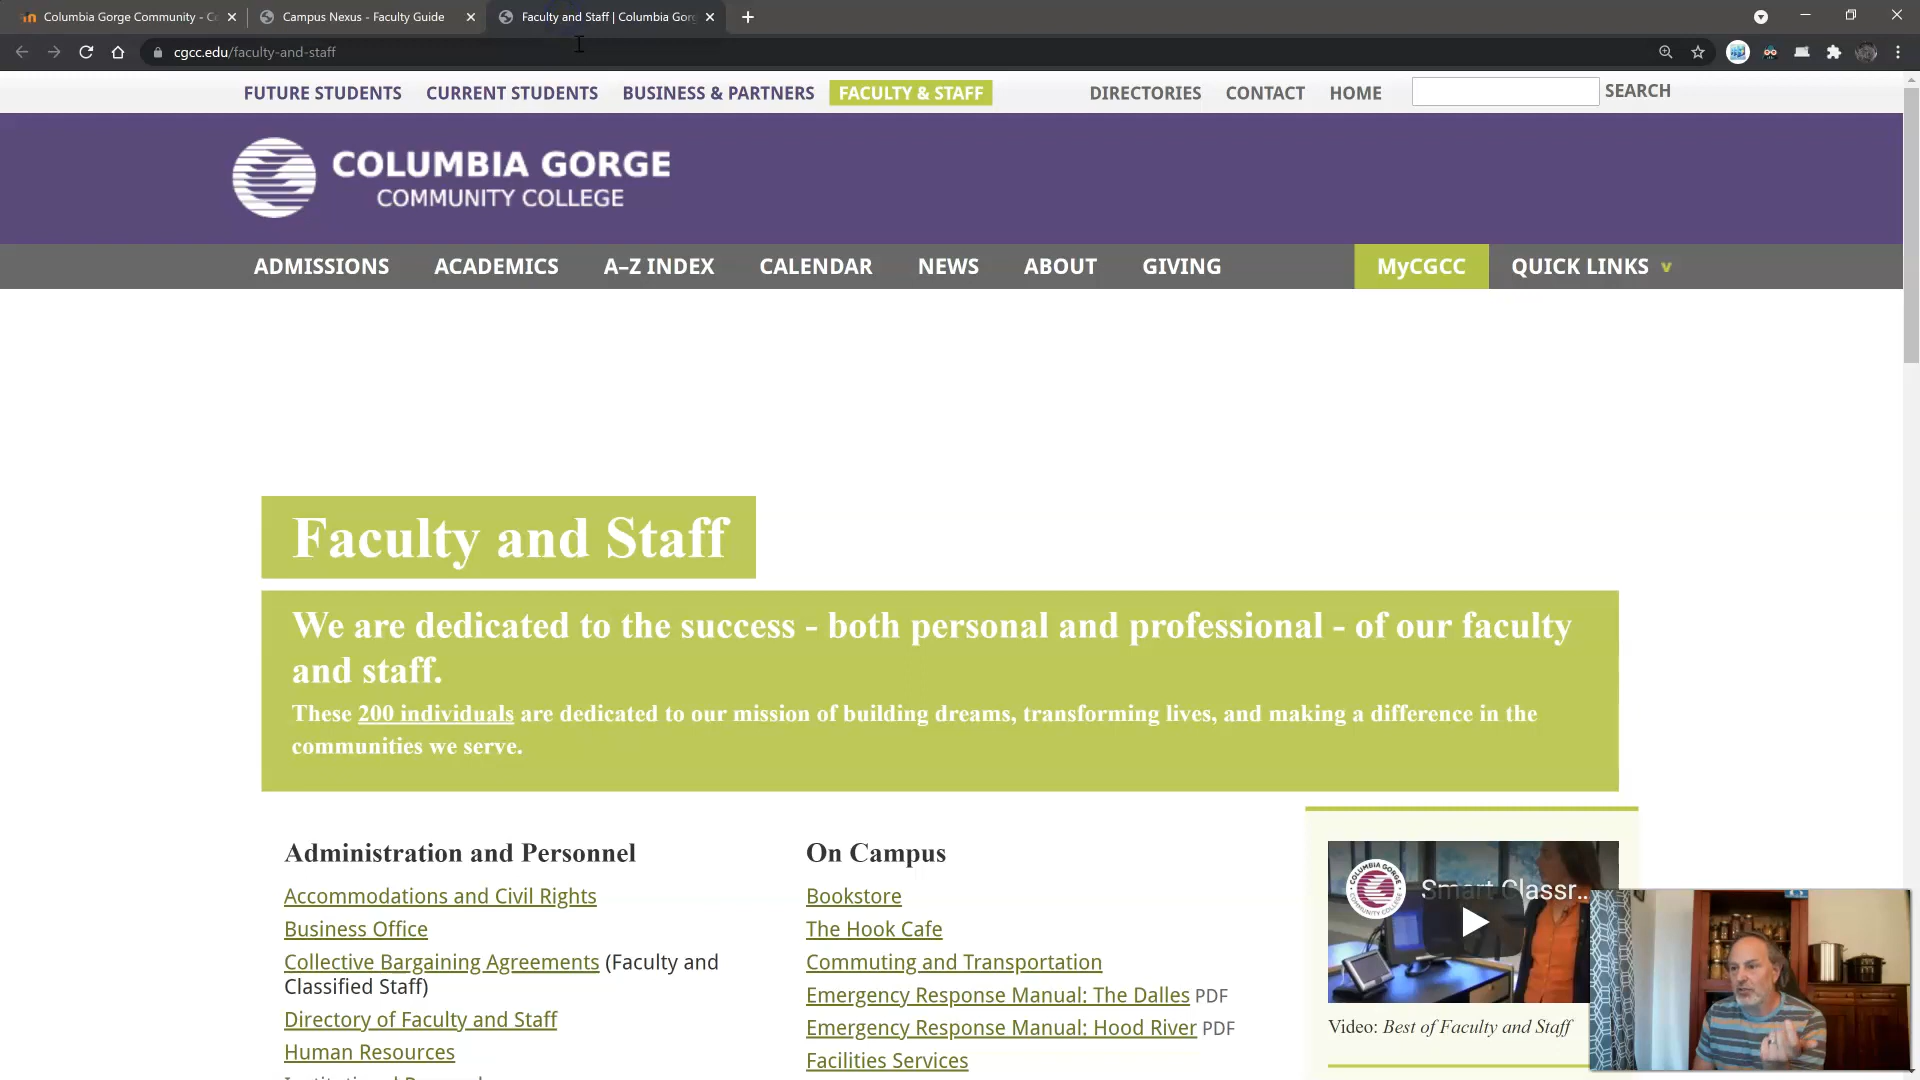 Columbia Gorge Community - Co
Campus Nexus - Faculty Guide
Faculty and Staff | Columbia Gor
cgcc.edu/faculty-and-staff
FUTURE STUDENTS CURRENT STUDENTS BUSINESS & PARTNERS FACULTY & STAFF DIRECTORIES CONTACT HOME SEARCH
COLUMBIA GORGE
COMMUNITY COLLEGE
ADMISSIONS ACADEMICS A–Z INDEX CALENDAR NEWS ABOUT GIVING MyCGCC QUICK LINKS v
Faculty and Staff
We are dedicated to the success - both personal and professional - of our faculty
and staff.
These 200 individuals are dedicated to our mission of building dreams, transforming lives, and making a difference in the
communities we serve.
Administration and Personnel
Accommodations and Civil Rights
Business Office
Collective Bargaining Agreements (Faculty and
Classified Staff)
Directory of Faculty and Staff
Human Resources
On Campus
Bookstore
The Hook Cafe
Commuting and Transportation
Emergency Response Manual: The Dalles PDF
Emergency Response Manual: Hood River PDF
Facilities Services
COLUMBIA GORGE
COMMUNITY COLLEGE
Smart Classr...
Video: Best of Faculty and Staff